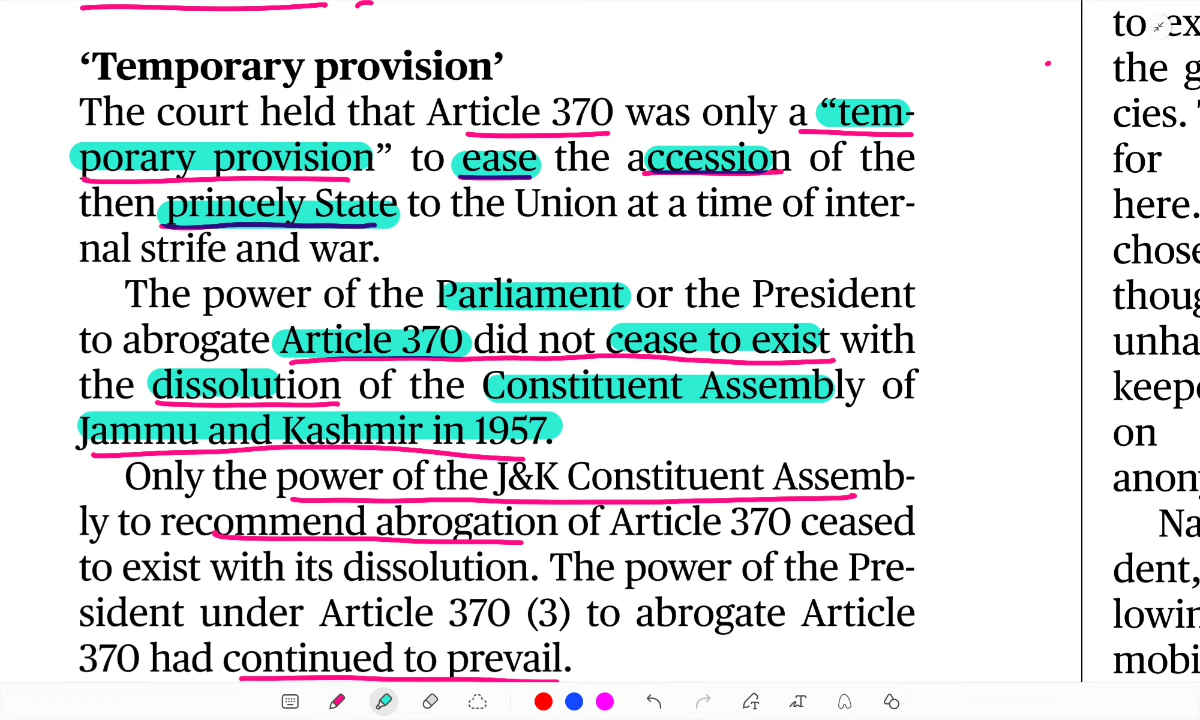 ‘Temporary provision’
The court held that Article 370 was only a “tem-
porary provision” to ease the accession of the
then princely State to the Union at a time of inter-
nal strife and war.
The power of the Parliament or the President
to abrogate Article 370 did not cease to exist with
the dissolution of the Constituent Assembly of
Jammu and Kashmir in 1957.
Only the power of the J&K Constituent Assemb-
ly to recommend abrogation of Article 370 ceased
to exist with its dissolution. The power of the Pre-
sident under Article 370 (3) to abrogate Article
370 had continued to prevail.
to ex
the g
cies.
for
here.
chose
thoug
unha
keepe
on
anony
Na
dent,
lowin
mobi